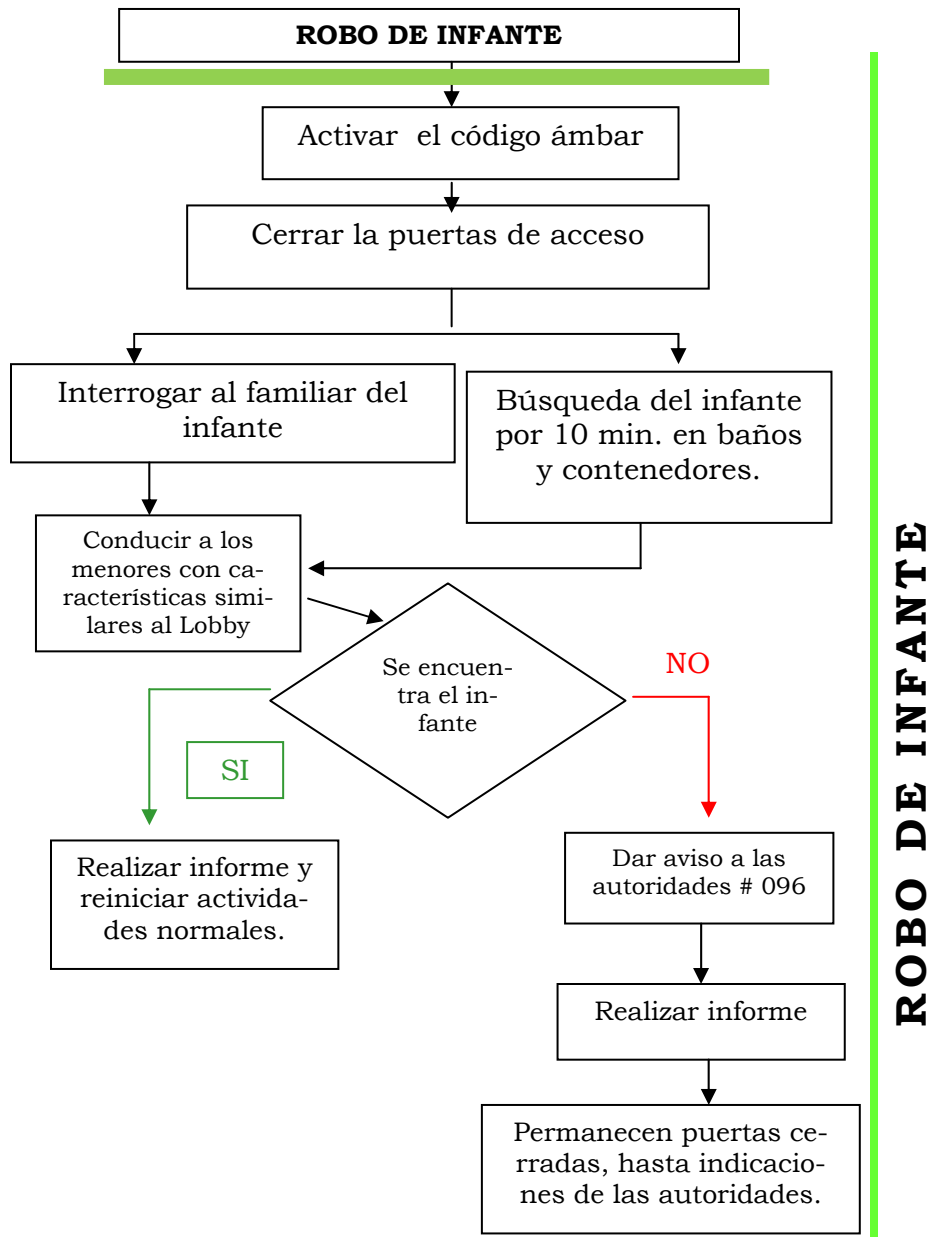 ROBO DE INFANTE
Activar el código ámbar
Cerrar la puertas de acceso
Interrogar al familiar del
infante
Búsqueda del infante
por 10 min. en baños
y contenedores.
Conducir a los
menores con ca-
racterísticas simi-
lares al Lobby
Se encuen-
tra el in-
fante
NO
SI
Realizar informe y
reiniciar activida-
des normales.
Dar aviso a las
autoridades # 096
Realizar informe
Permanecen puertas ce-
rradas, hasta indicacio-
nes de las autoridades.
ROBO DE INFANTE